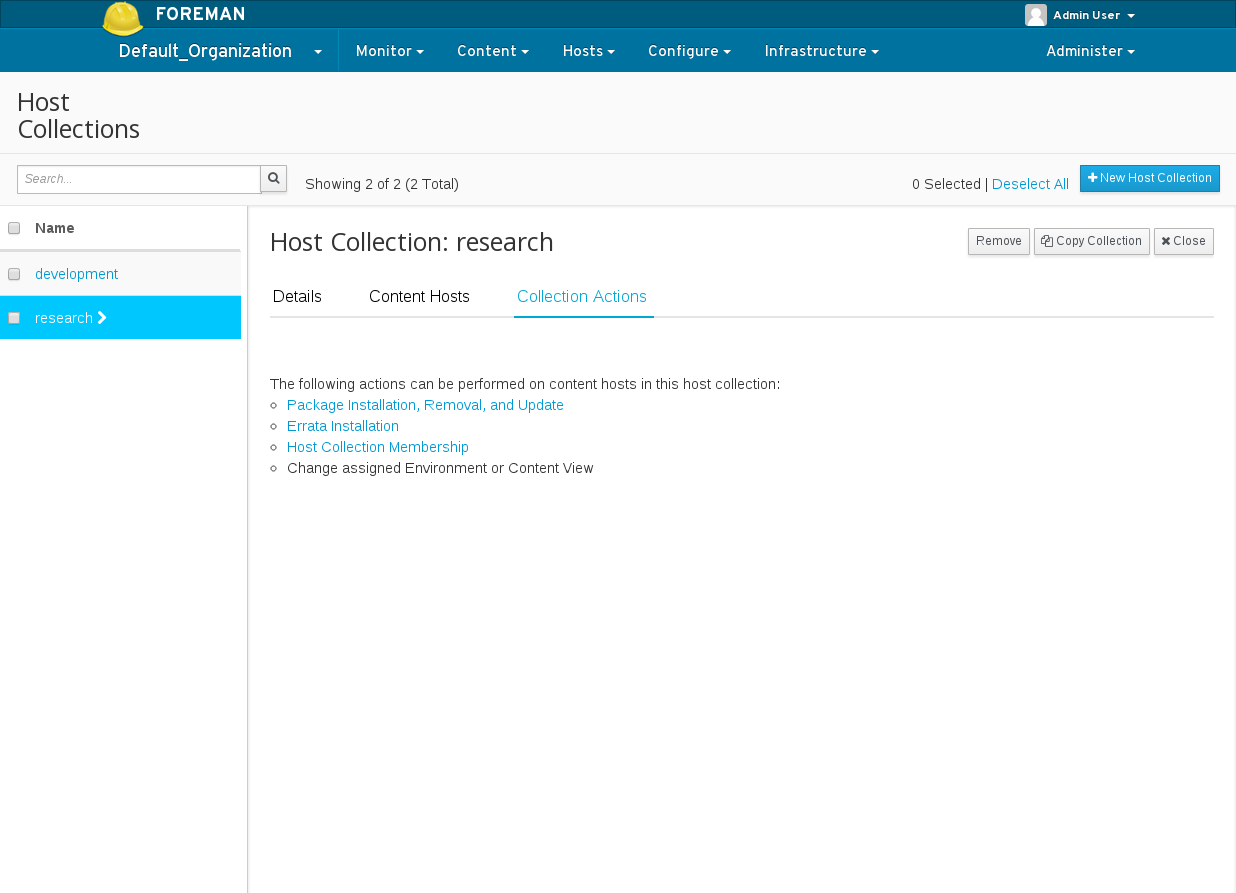 FOREMAN
Admin User
Default_Organization
Monitor
Content
Hosts
Configure
Infrastructure
Administer
Host
Collections
Search...
Showing 2 of 2 (2 Total)
0 Selected | Deselect All
New Host Collection
Name
development
research
Host Collection: research
Remove
Copy Collection
Close
Details
Content Hosts
Collection Actions
The following actions can be performed on content hosts in this host collection:
Package Installation, Removal, and Update
Errata Installation
Host Collection Membership
Change assigned Environment or Content View